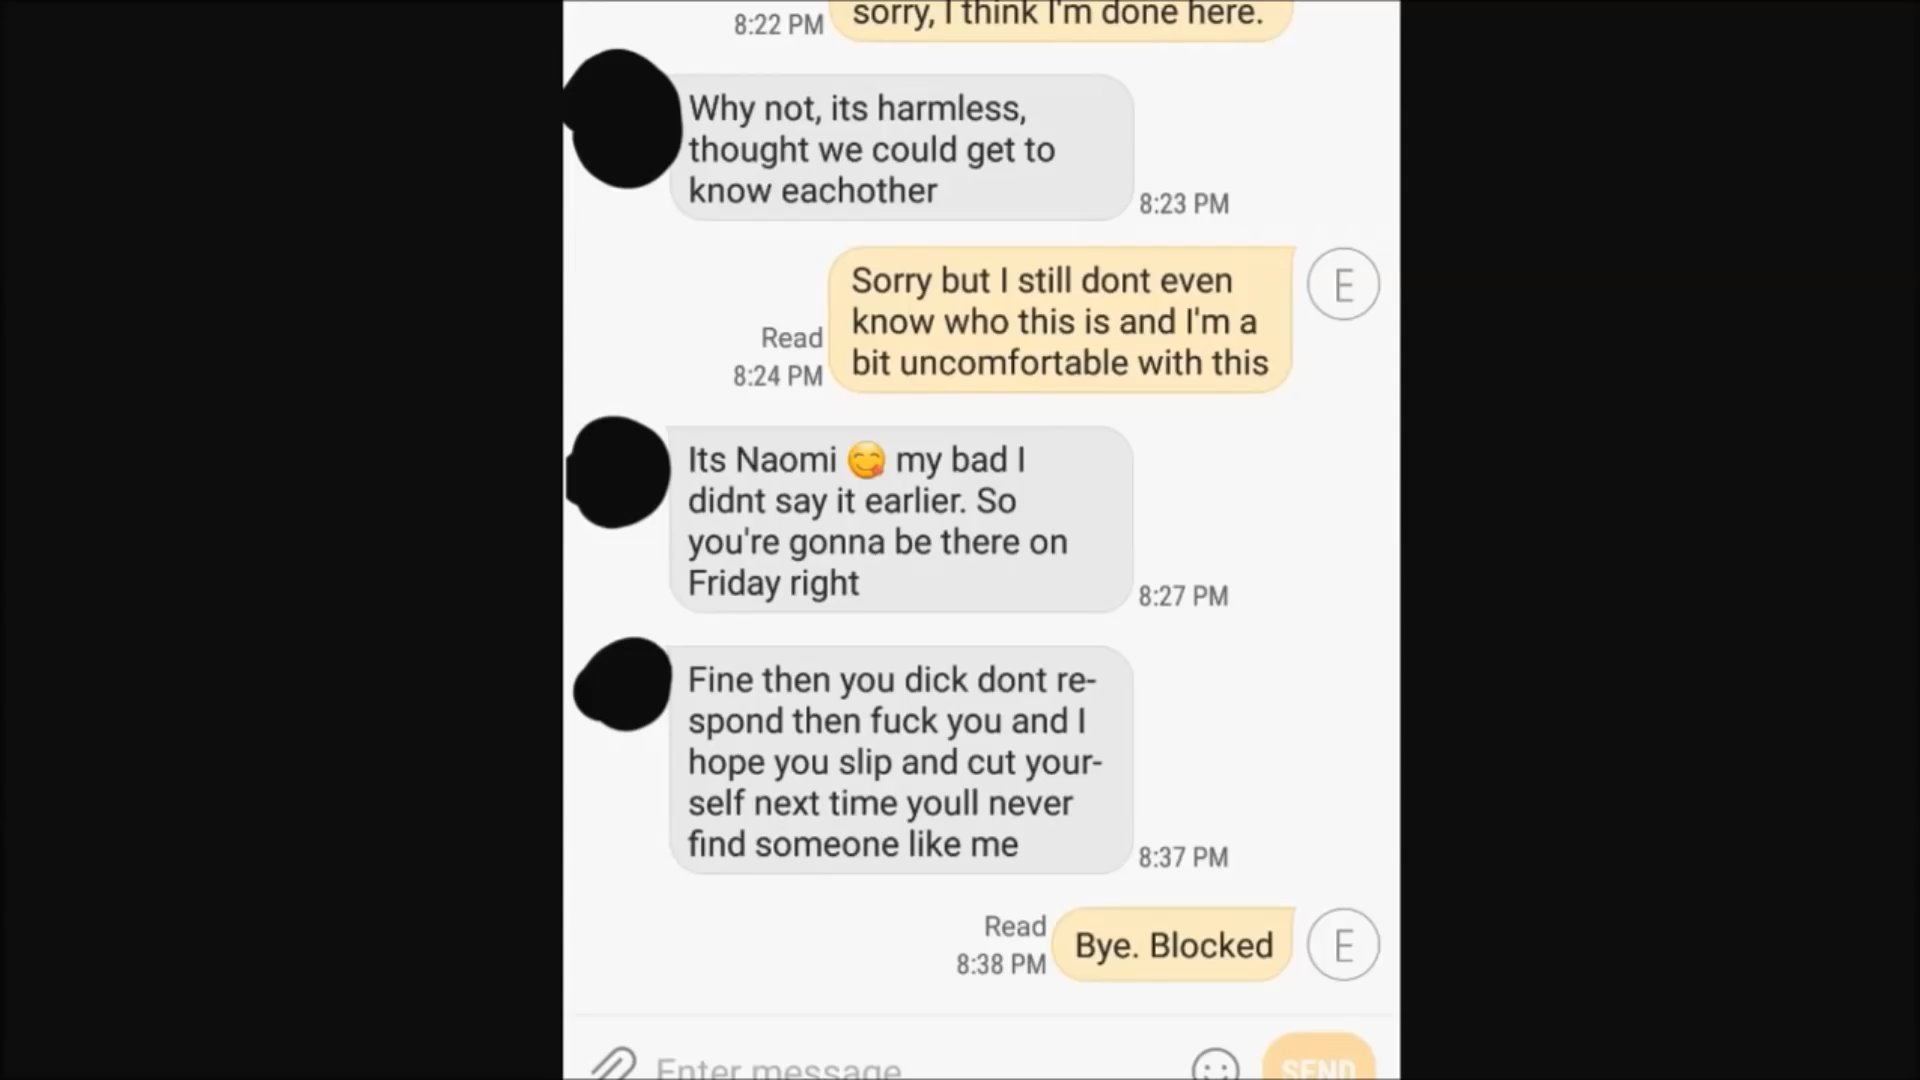 sorry, I think I'm done here.
8:22 PM
Why not, its harmless,
thought we could get to
know eachother
8:23 PM
Sorry but I still dont even
know who this is and I'm a
bit uncomfortable with this
E
Read
8:24 PM
Its Naomi 😋 my bad I
didnt say it earlier. So
you're gonna be there on
Friday right
8:27 PM
Fine then you dick dont re-
spond then fuck you and I
hope you slip and cut your-
self next time youll never
find someone like me
8:37 PM
Read
8:38 PM
Bye. Blocked
E
Enter message
SEND